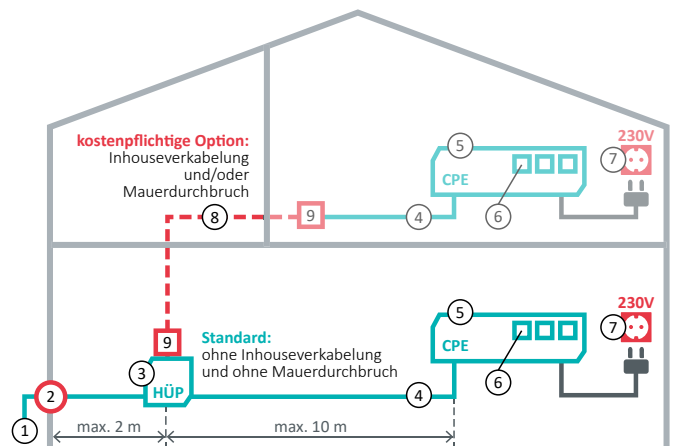 kostenpflichtige Option:
Inhouseverkabelung
und/oder
Mauerdurchbruch
8
9
4
5
CPE
6
230V
7
9
3
HÜP
Standard:
ohne Inhouseverkabelung
und ohne Mauerdurchbruch
4
5
CPE
6
230V
7
2
1
max. 2 m
max. 10 m